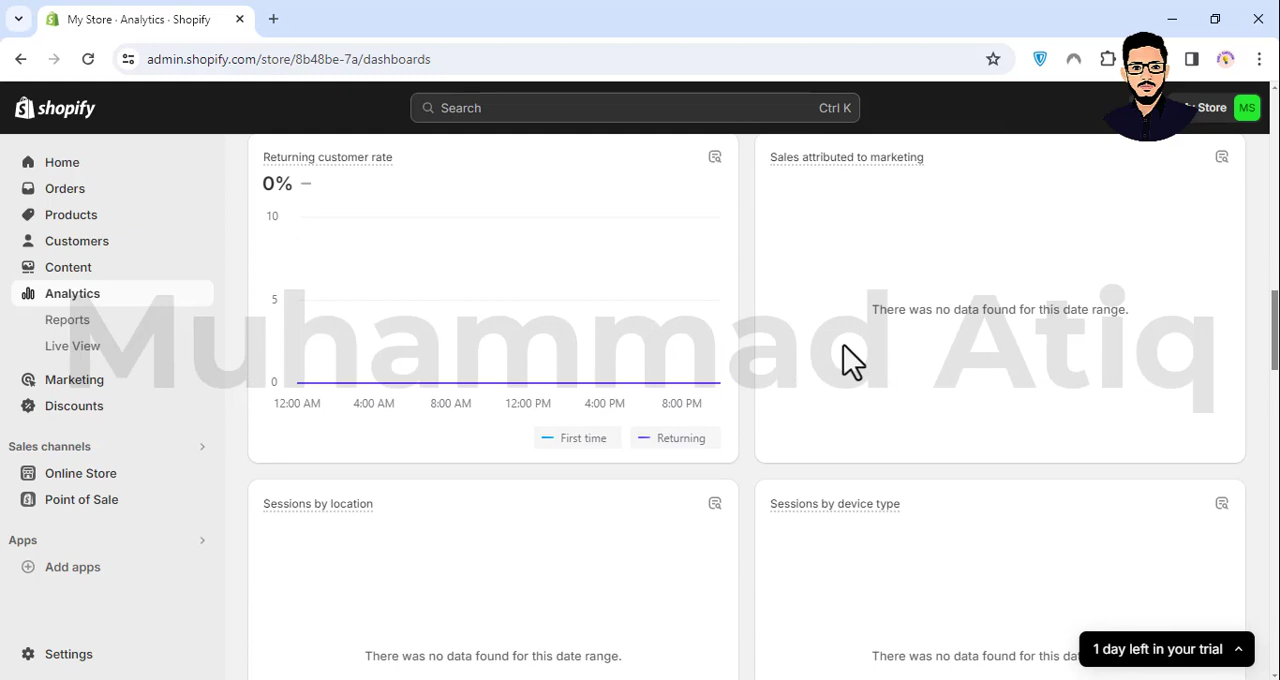 My Store · Analytics · Shopify
admin.shopify.com/store/8b48be-7a/dashboards
shopify
Search
Ctrl K
Store
MS
Home
Orders
Products
Customers
Content
Analytics
Reports
Live View
Marketing
Discounts
Sales channels
Online Store
Point of Sale
Apps
Add apps
Settings
Returning customer rate
0% –
10
5
0
12:00 AM
4:00 AM
8:00 AM
12:00 PM
4:00 PM
8:00 PM
First time
Returning
Sales attributed to marketing
There was no data found for this date range.
Muhammad Atiq
Sessions by location
There was no data found for this date range.
Sessions by device type
There was no data found for this
1 day left in your trial